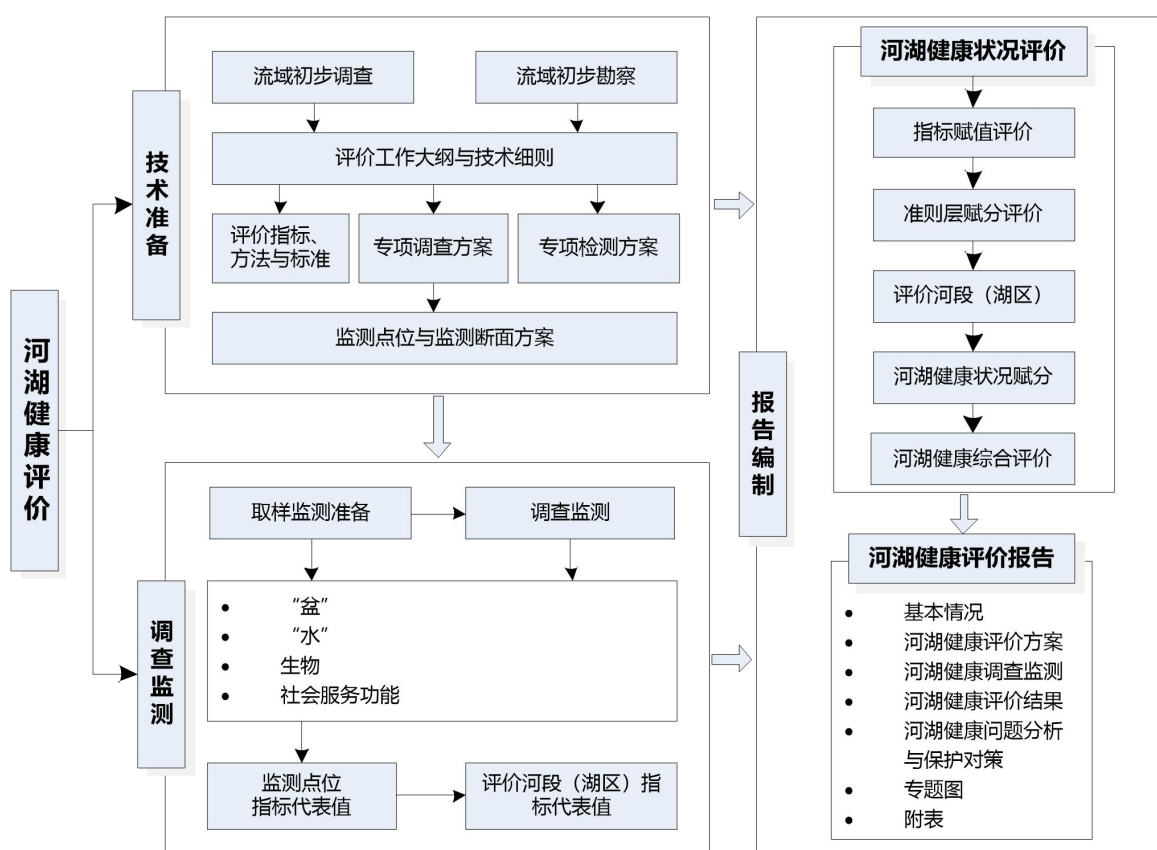 河湖健康评价
技术准备
流域初步调查
流域初步勘察
评价工作大纲与技术细则
评价指标、
方法与标准
专项调查方案
专项检测方案
监测点位与监测断面方案
调查监测
取样监测准备
调查监测
• “盆”
• “水”
• 生物
• 社会服务功能
监测点位
指标代表值
评价河段（湖区）指
标代表值
报告编制
河湖健康状况评价
指标赋值评价
准则层赋分评价
评价河段（湖区）
河湖健康状况赋分
河湖健康综合评价
河湖健康评价报告
• 基本情况
• 河湖健康评价方案
• 河湖健康调查监测
• 河湖健康评价结果
• 河湖健康问题分析
与保护对策
• 专题图
• 附表